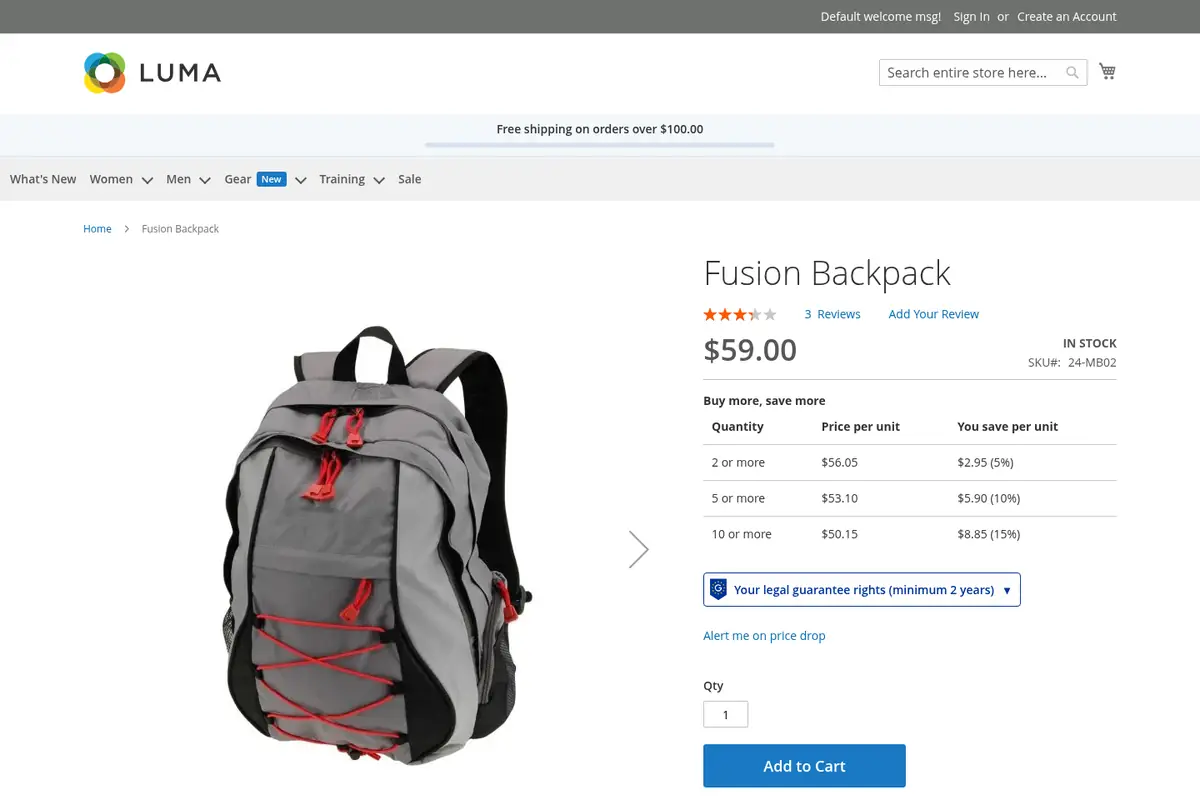 Default welcome msg! Sign In or Create an Account
LUMA
Search entire store here...
Free shipping on orders over $100.00
What's New Women Men Gear New Training Sale
Home Fusion Backpack
Fusion Backpack
3 Reviews Add Your Review
$59.00
IN STOCK
SKU#: 24-MB02
Buy more, save more
Quantity Price per unit You save per unit
2 or more $56.05 $2.95 (5%)
5 or more $53.10 $5.90 (10%)
10 or more $50.15 $8.85 (15%)
G Your legal guarantee rights (minimum 2 years) ▼
Alert me on price drop
Qty
1
Add to Cart